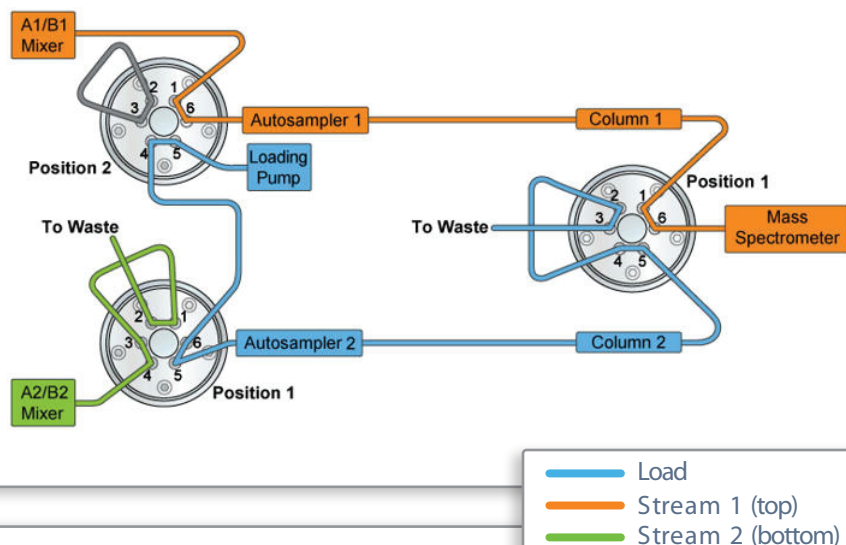 A1/B1
Mixer
2
1
3
6
4
5
Autosampler 1
Column 1
Loading
Pump
Position 2
Position 1
2
1
3
6
4
5
To Waste
Mass
Spectrometer
To Waste
2
1
3
6
4
5
Autosampler 2
Column 2
A2/B2
Mixer
Position 1
Load
Stream 1 (top)
Stream 2 (bottom)